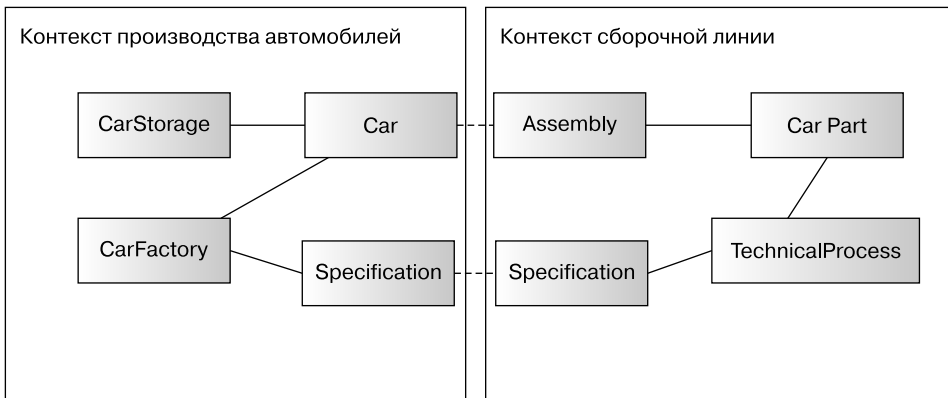 Контекст производства автомобилей
CarStorage
Car
CarFactory
Specification
Контекст сборочной линии
Assembly
Car Part
Specification
TechnicalProcess